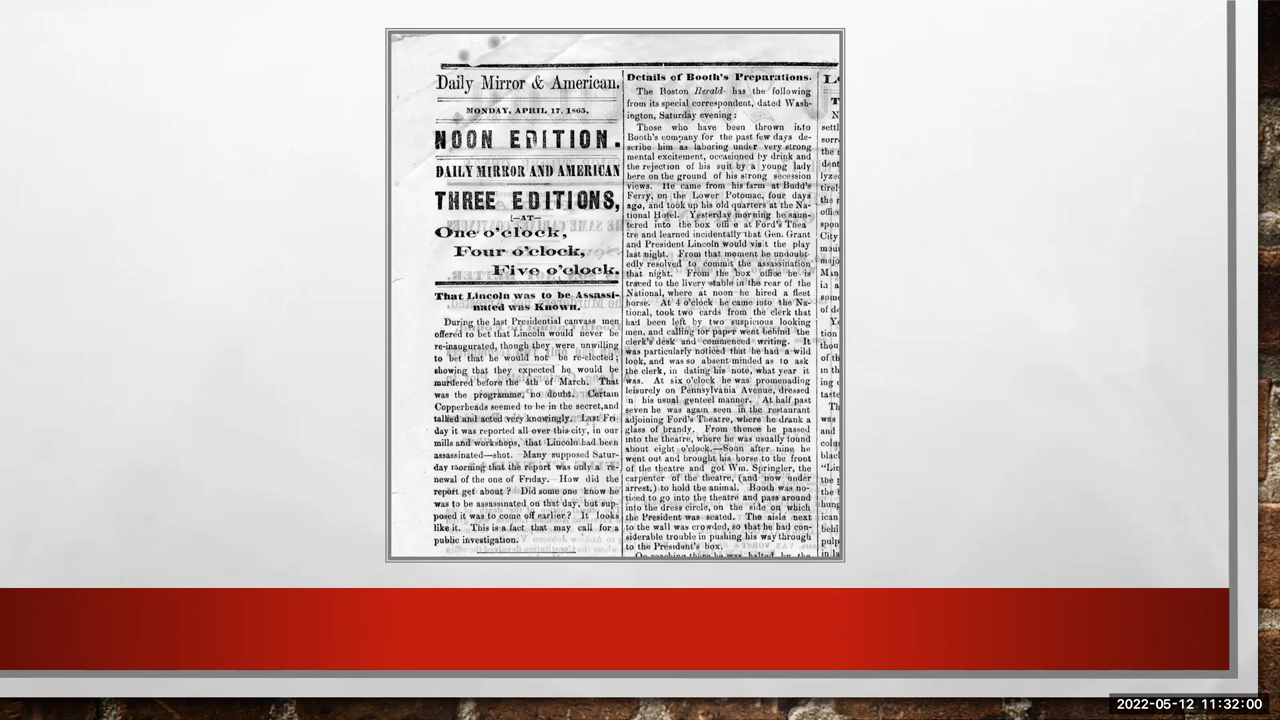 Daily Mirror & American.
MONDAY, APRIL 17, 1865.
NOON EDITION.
DAILY MIRROR AND AMERICAN
THREE EDITIONS,
—AT—
One o'clock,
Four o'clock,
Five o'clock.
That Lincoln was to be Assassi-
nated was Known.
During the last Presidential canvass men
offered to bet that Lincoln would never be
re-inaugurated, though they were unwilling
to bet that he would not be re-elected;
showing that they expected he would be
murdered before the 4th of March. That
was the programme, no doubt. Certain
Copperheads seemed to be in the secret, and
talked and acted very knowingly. Last Fri-
day it was reported all over this city, in our
mills and workshops, that Lincoln had been
assassinated—shot. Many supposed Satur-
day morning that the report was only a re-
newal of the one of Friday. How did the
report get about? Did some one know he
was to be assassinated on that day, but sup-
posed it was to come off earlier? It looks
like it. This is a fact that may call for a
public investigation.
Details of Booth's Preparations.
The Boston Herald has the following
from its special correspondent, dated Wash-
ington, Saturday evening:
Those who have been thrown into
Booth's company for the past few days de-
scribe him as laboring under very strong
mental excitement, occasioned by drink and
the rejection of his suit by a young lady
here on the ground of his strong secession
views. He came from his farm at Budd's
Ferry, on the Lower Potomac, four days
ago, and took up his old quarters at the Na-
tional Hotel. Yesterday morning he saun-
tered into the box office at Ford's Thea
tre and learned incidentally that Gen. Grant
and President Lincoln would visit the play
last night. From that moment he undoubt-
edly resolved to commit the assassination
that night. From the box office he is
traced to the livery stable in the rear of the
National, where at noon he hired a fleet
horse. At 4 o'clock he came into the Na-
tional, took two cards from the clerk that
had been left by two suspicious looking
men, and calling for paper went behind the
clerk's desk and commenced writing. It
was particularly noticed that he had a wild
look, and was so absent-minded as to ask
the clerk, in dating his note, what year it
was. At six o'clock he was promenading
leisurely on Pennsylvania Avenue, dressed
in his usual genteel manner. At half past
seven he was again seen in the restaurant
adjoining Ford's Theatre, where he drank a
glass of brandy. From thence he passed
into the theatre, where he was usually found
about eight o'clock.—Soon after nine he
went out and brought his horse to the front
of the theatre and got Wm. Springler, the
carpenter of the theatre, (and now under
arrest,) to hold the animal. Booth was no-
ticed to go into the theatre and pass around
into the dress circle, on the side on which
the President was seated. The aisle next
to the wall was crowded, so that he had con-
siderable trouble in pushing his way through
to the President's box.
On reaching there he was halted by the
2022-05-12 11:32:00